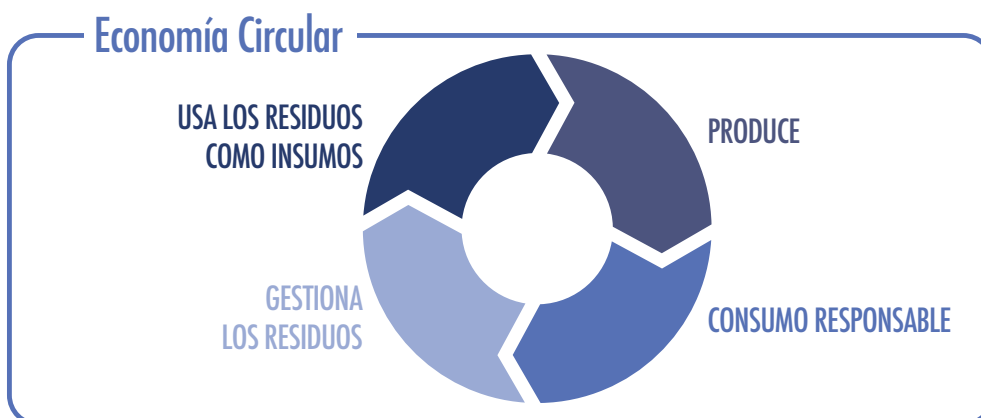 Economía Circular
USA LOS RESIDUOS
COMO INSUMOS
PRODUCE
GESTIONA
LOS RESIDUOS
CONSUMO RESPONSABLE